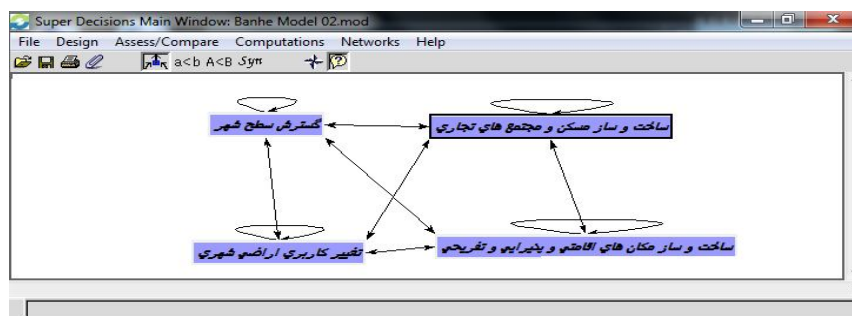 Super Decisions Main Window: Banhe Model 02.mod
File Design Assess/Compare Computations Networks Help
a<b A<B Syn
گسترش سطح شهر
ساخت و ساز مسکن و مجتمع هاي تجاري
تغيير کاربري اراضي شهري
ساخت و ساز مکان هاي اقامتي و پذيرايي و تفريحي